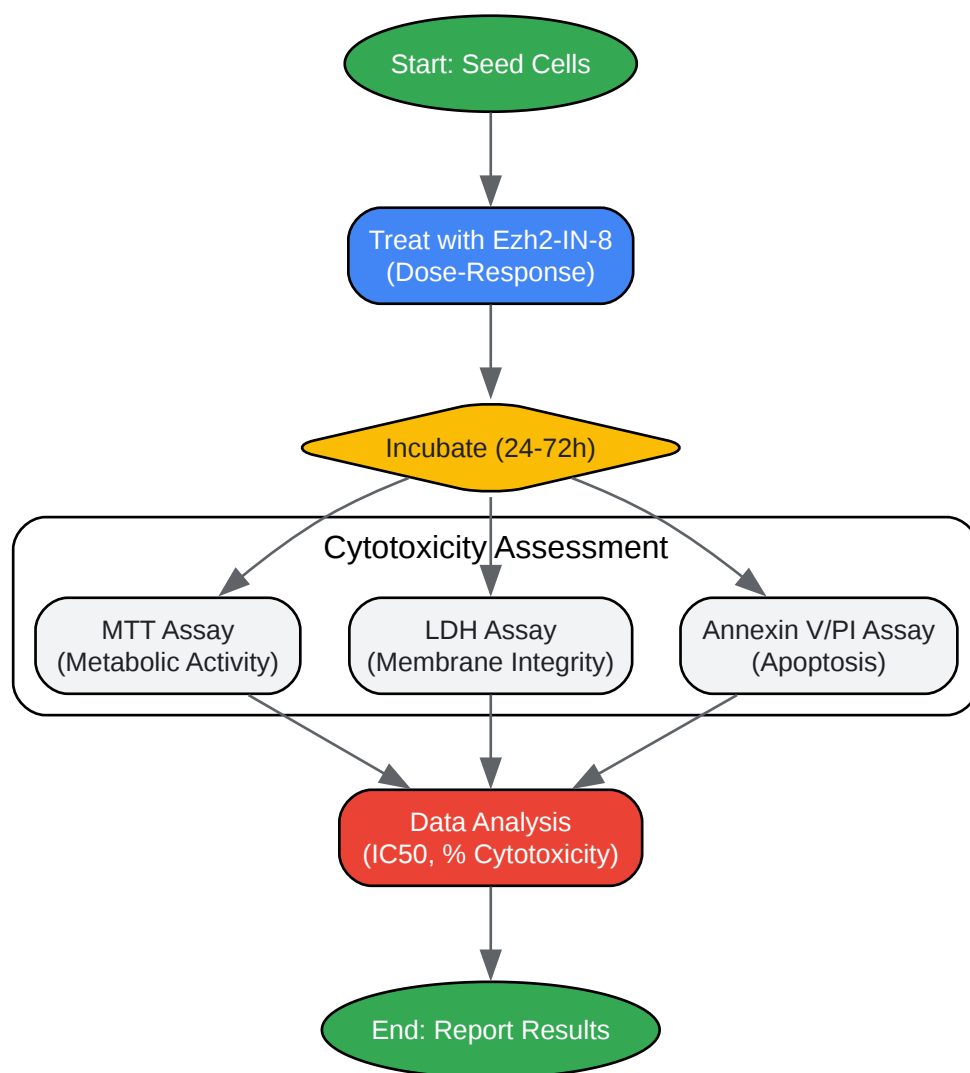 Start: Seed Cells
Treat with Ezh2-IN-8
(Dose-Response)
Incubate (24-72h)
Cytotoxicity Assessment
MTT Assay
(Metabolic Activity)
LDH Assay
(Membrane Integrity)
Annexin V/PI Assay
(Apoptosis)
Data Analysis
(IC50, % Cytotoxicity)
End: Report Results